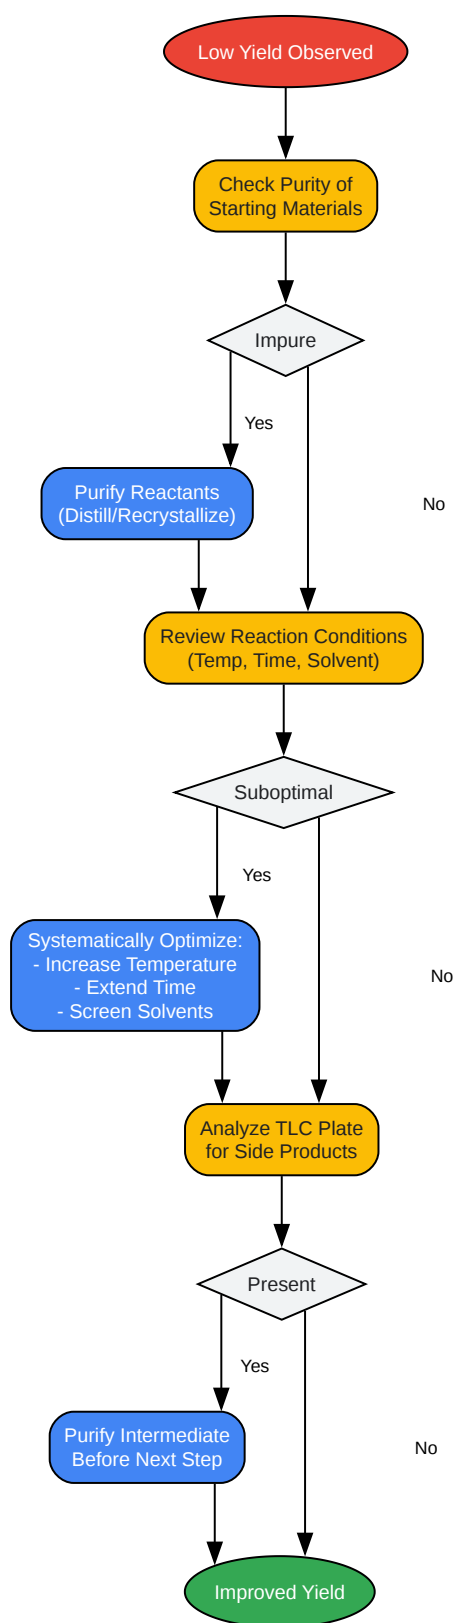 Low Yield Observed
Check Purity of
Starting Materials
Impure
Yes
Purify Reactants
(Distill/Recrystallize)
No
Review Reaction Conditions
(Temp, Time, Solvent)
Suboptimal
Yes
Systematically Optimize:
- Increase Temperature
- Extend Time
- Screen Solvents
No
Analyze TLC Plate
for Side Products
Present
Yes
Purify Intermediate
Before Next Step
No
Improved Yield